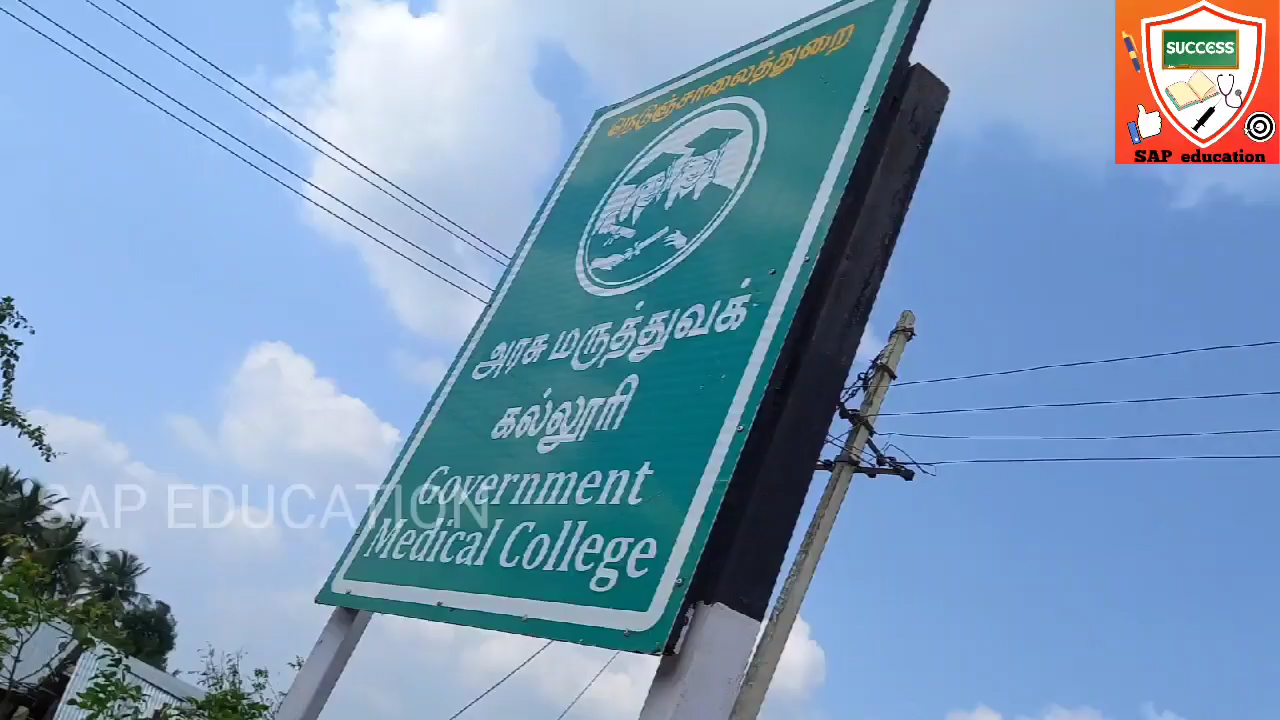 நெடுஞ்சாலைத்துறை
அரசு மருத்துவக்
கல்லூரி
Government
Medical College
SAP EDUCATION
SUCCESS
SAP education